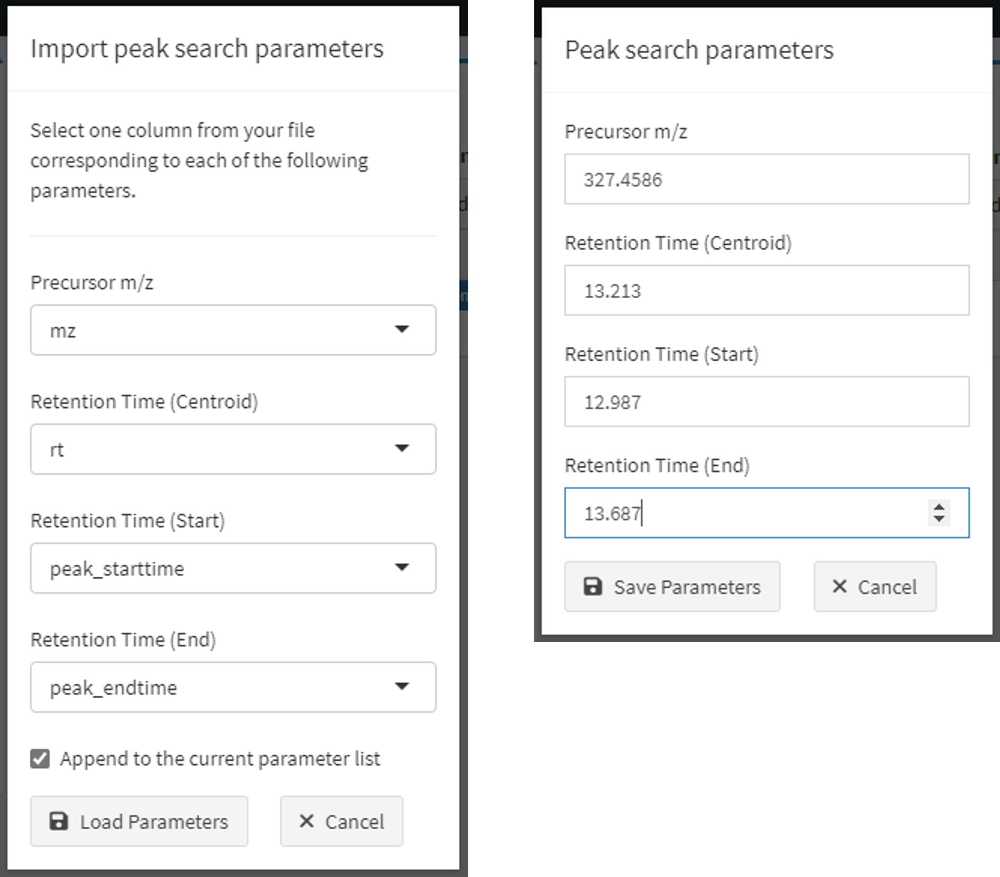 Import peak search parameters
Select one column from your file
corresponding to each of the following
parameters.
Precursor m/z
mz
Retention Time (Centroid)
rt
Retention Time (Start)
peak_starttime
Retention Time (End)
peak_endtime
Append to the current parameter list
Load Parameters
Cancel
Peak search parameters
Precursor m/z
327.4586
Retention Time (Centroid)
13.213
Retention Time (Start)
12.987
Retention Time (End)
13.687
Save Parameters
Cancel